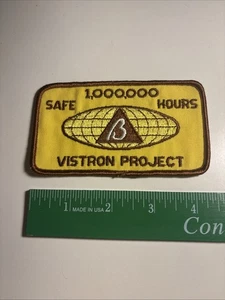 1,000,000
SAFE HOURS
β
VISTRON PROJECT
1 MADE IN USA 2 3 4
Con